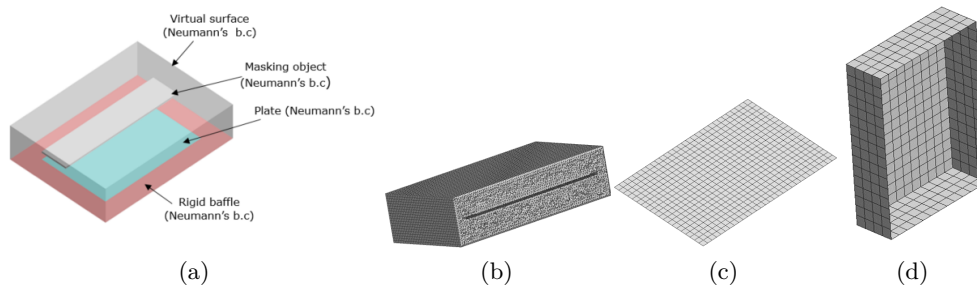 Virtual surface
(Neumann's b.c)
Masking object
(Neumann's b.c)
Plate (Neumann's b.c)
Rigid baffle
(Neumann's b.c)
(a)
(b)
(c)
(d)